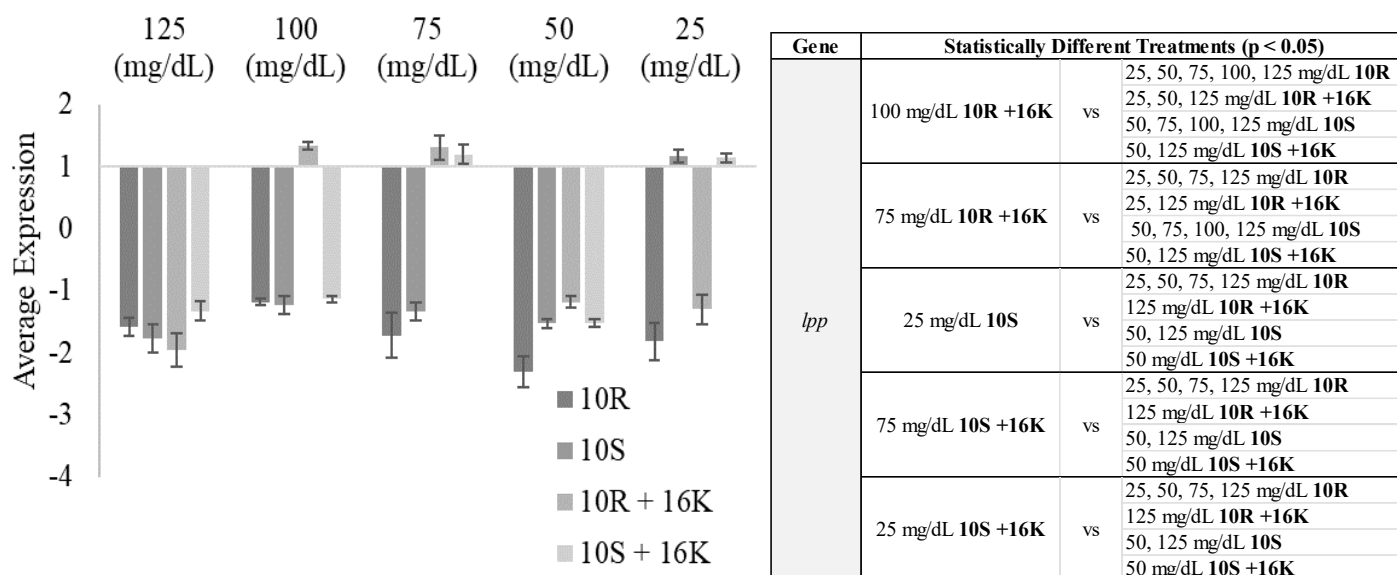 125 100 75 50 25
(mg/dL) (mg/dL) (mg/dL) (mg/dL) (mg/dL)
2
1
0
-1
-2
-3
-4
Average Expression
10R
10S
10R + 16K
10S + 16K
Gene Statistically Different Treatments (p < 0.05)
lpp
100 mg/dL 10R +16K vs
25, 50, 75, 100, 125 mg/dL 10R
25, 50, 125 mg/dL 10R +16K
50, 75, 100, 125 mg/dL 10S
50, 125 mg/dL 10S +16K
75 mg/dL 10R +16K vs
25, 50, 75, 125 mg/dL 10R
25, 125 mg/dL 10R +16K
50, 75, 100, 125 mg/dL 10S
50, 125 mg/dL 10S +16K
25 mg/dL 10S vs
25, 50, 75, 125 mg/dL 10R
125 mg/dL 10R +16K
50, 125 mg/dL 10S
50 mg/dL 10S +16K
75 mg/dL 10S +16K vs
25, 50, 75, 125 mg/dL 10R
125 mg/dL 10R +16K
50, 125 mg/dL 10S
50 mg/dL 10S +16K
25 mg/dL 10S +16K vs
25, 50, 75, 125 mg/dL 10R
125 mg/dL 10R +16K
50, 125 mg/dL 10S
50 mg/dL 10S +16K